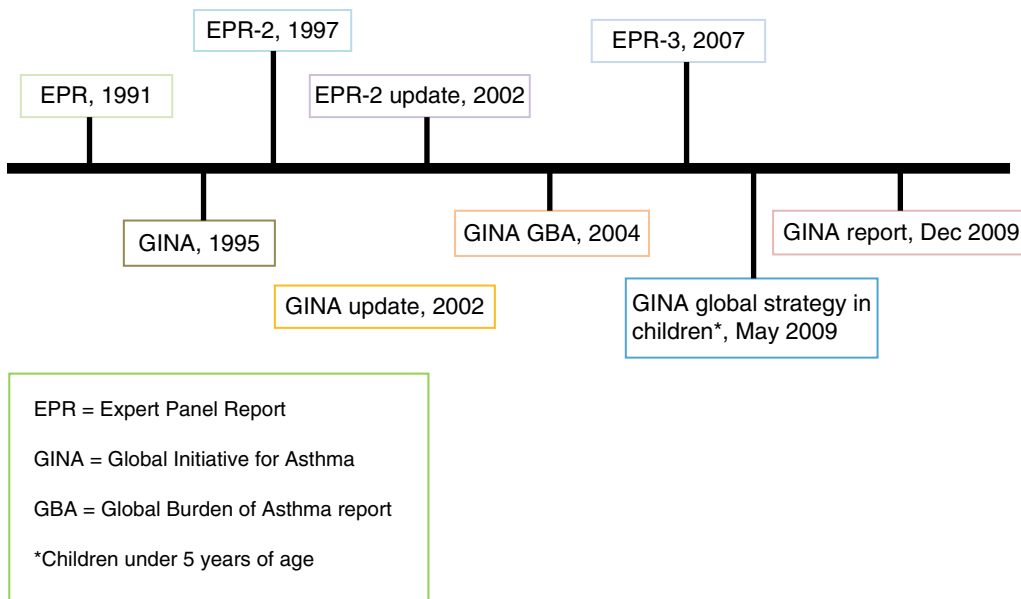 EPR-2, 1997
EPR-3, 2007
EPR, 1991
EPR-2 update, 2002
GINA, 1995
GINA GBA, 2004
GINA report, Dec 2009
GINA update, 2002
GINA global strategy in
children*, May 2009
EPR = Expert Panel Report
GINA = Global Initiative for Asthma
GBA = Global Burden of Asthma report
*Children under 5 years of age